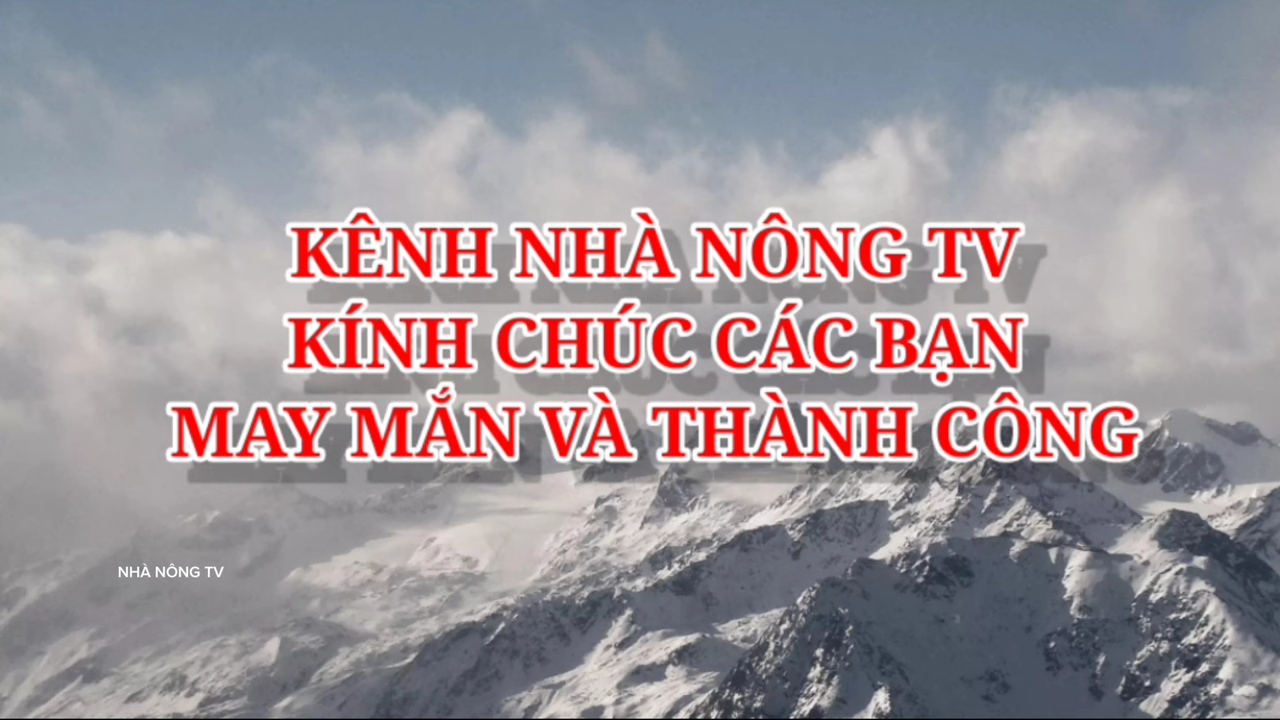 KÊNH NHÀ NÔNG TV
KÍNH CHÚC CÁC BẠN
MAY MẮN VÀ THÀNH CÔNG
NHÀ NÔNG TV